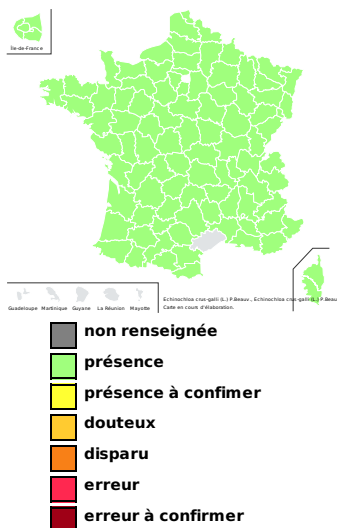 Île-de-France
Guadeloupe Martinique Guyane La Réunion Mayotte
Echinochloa crus-galli (L.) P.Beauv., Echinochloa crus-galli (L.) P.Beau
Carte en cours d'élaboration.
non renseignée
présence
présence à confimer
douteux
disparu
erreur
erreur à confirmer